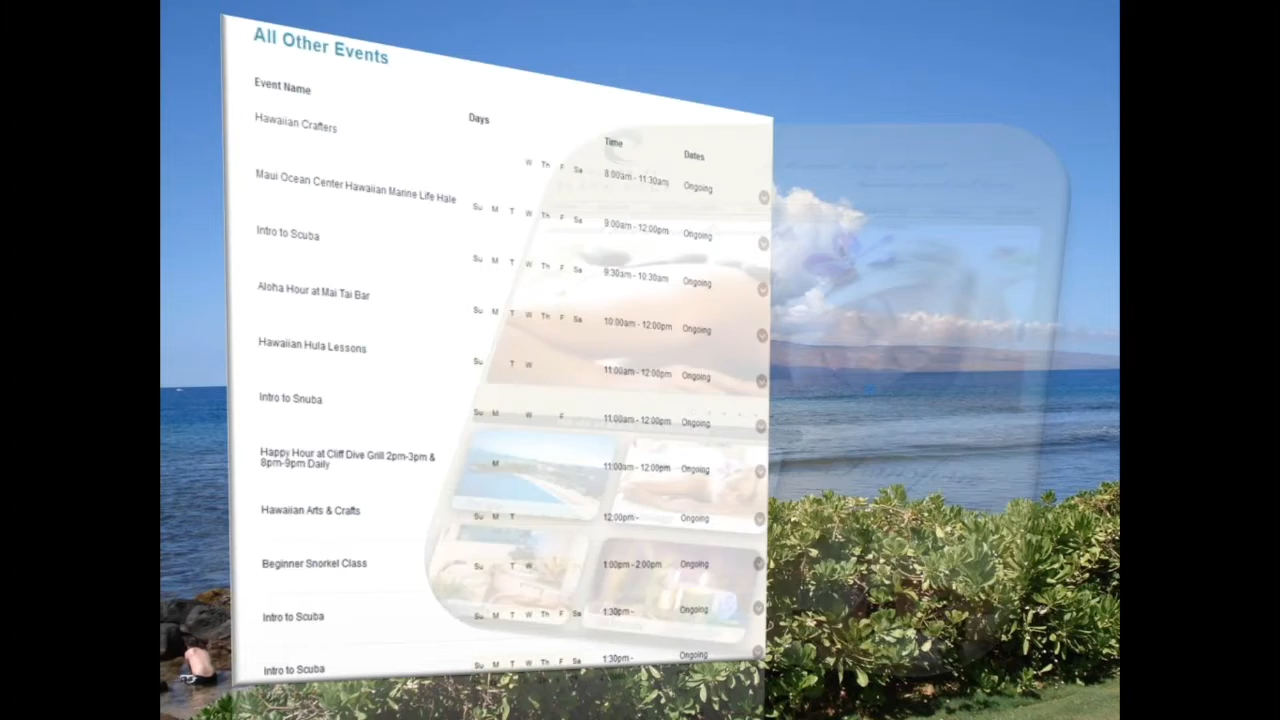 All Other Events
Event Name Days Time Dates
Hawaiian Crafters W Th F Sa 8:00am - 11:30am Ongoing
Maui Ocean Center Hawaiian Marine Life Hale Su M T W Th F Sa 9:00am - 12:00pm Ongoing
Intro to Scuba Su M T W Th F Sa 9:30am - 10:30am Ongoing
Aloha Hour at Mai Tai Bar Su M T W Th F Sa 10:00am - 12:00pm Ongoing
Hawaiian Hula Lessons Su T W 11:00am - 12:00pm Ongoing
Intro to Snuba Su M W F 11:00am - 12:00pm Ongoing
Happy Hour at Cliff Dive Grill 2pm-3pm & M 11:00am - 12:00pm Ongoing
8pm-9pm Daily
Hawaiian Arts & Crafts Su M T 12:00pm - Ongoing
Beginner Snorkel Class Su T W 1:00pm - 2:00pm Ongoing
Intro to Scuba Su M T W Th F Sa 1:30pm - Ongoing
Intro to Scuba Su M T W Th F Sa 1:30pm - Ongoing